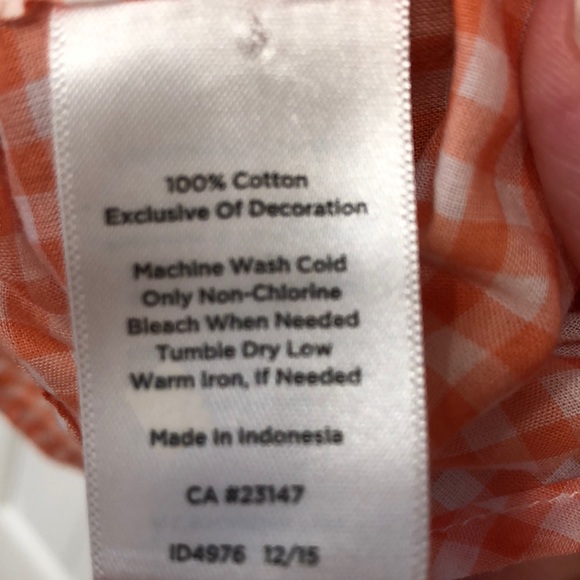 100% Cotton
Exclusive Of Decoration
Machine Wash Cold
Only Non-Chlorine
Bleach When Needed
Tumble Dry Low
Warm Iron, If Needed
Made In Indonesia
CA #23147
ID4976 12/15